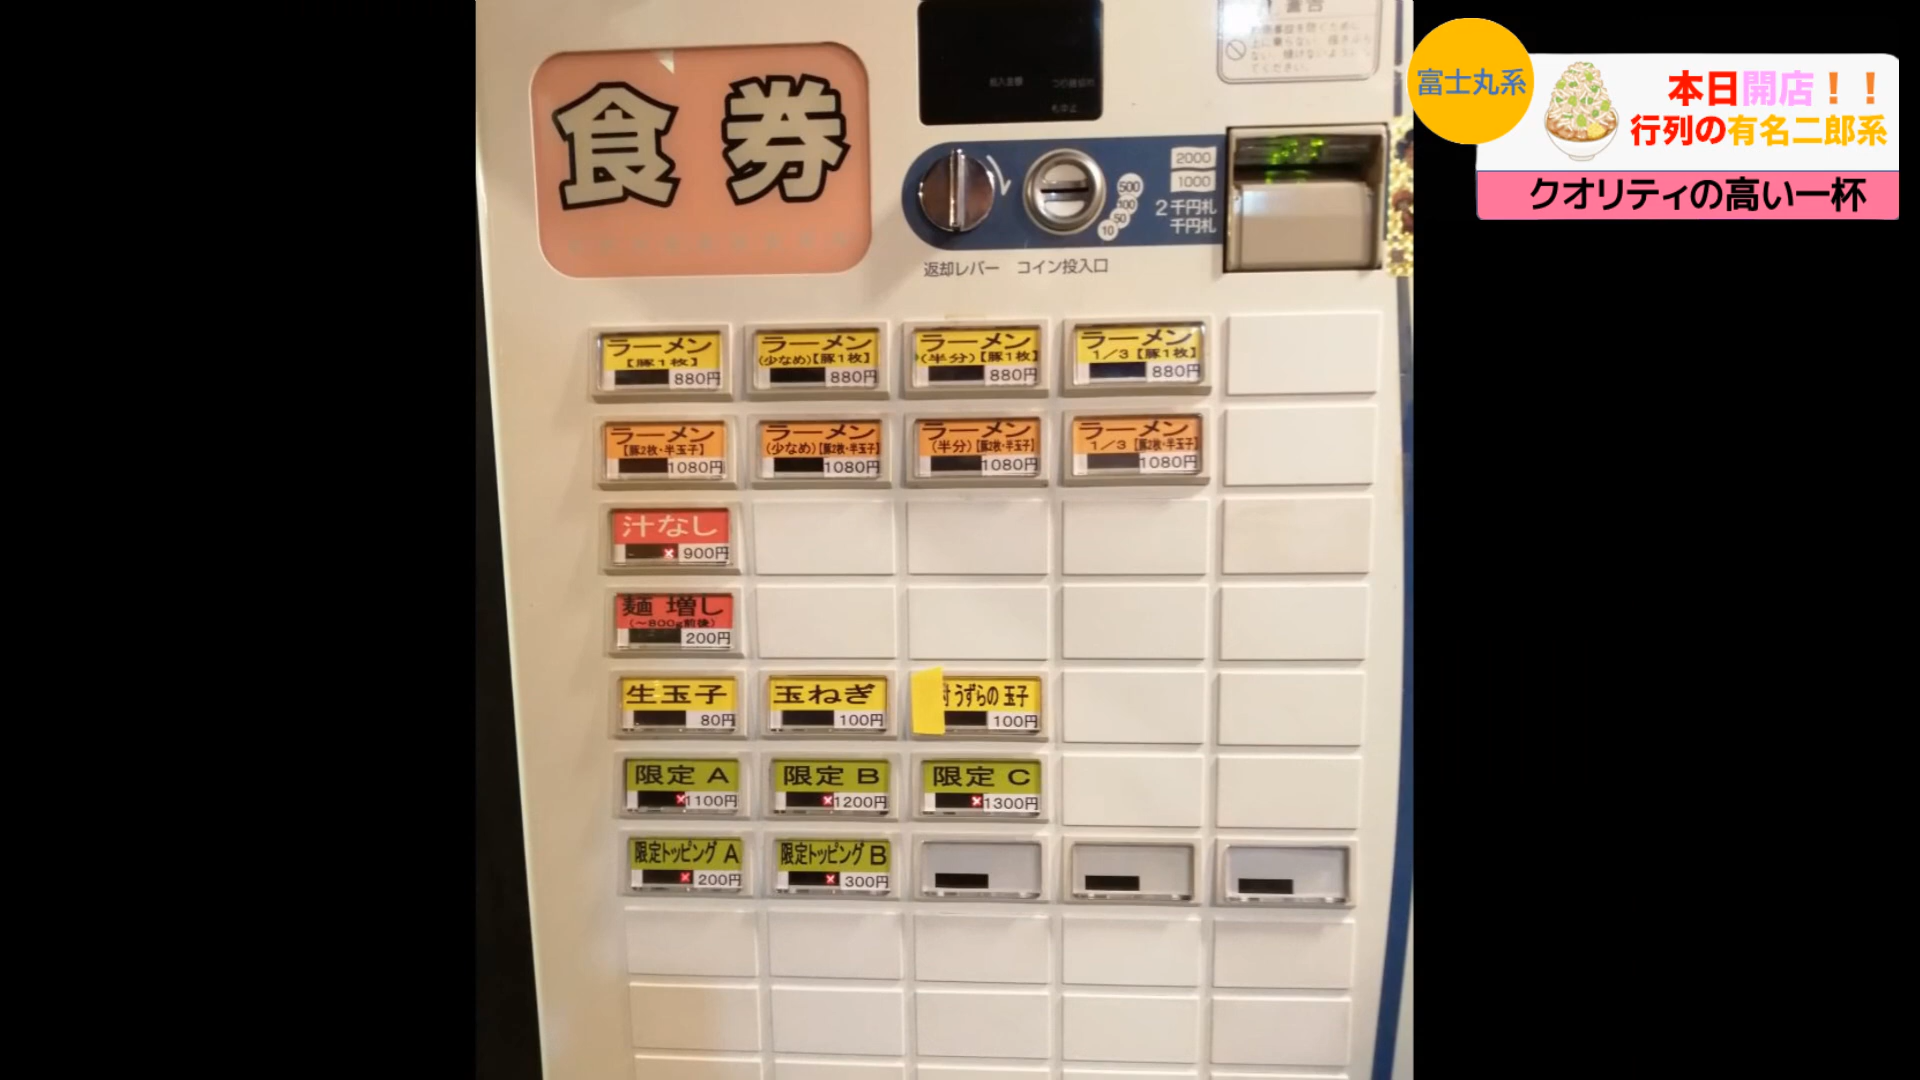 食券
投入金額
返却レバー
コイン投入口
500
100
50
10
2000
1000
2千円札
千円札
富士丸系
本日開店！！
行列の有名二郎系
クオリティの高い一杯
ラーメン
【豚1枚】
880円
ラーメン
(少なめ)【豚1枚】
880円
ラーメン
(半分)【豚1枚】
880円
ラーメン
1/3【豚1枚】
880円
ラーメン
【豚2枚・半玉子】
1080円
ラーメン
(少なめ)【豚2枚・半玉子】
1080円
ラーメン
(半分)【豚2枚・半玉子】
1080円
ラーメン
1/3【豚2枚・半玉子】
1080円
汁なし
900円
麺 増し
(〜800g前後)
200円
生玉子
80円
玉ねぎ
100円
うずらの玉子
100円
限定 A
1100円
限定 B
1200円
限定 C
1300円
限定トッピング A
200円
限定トッピング B
300円